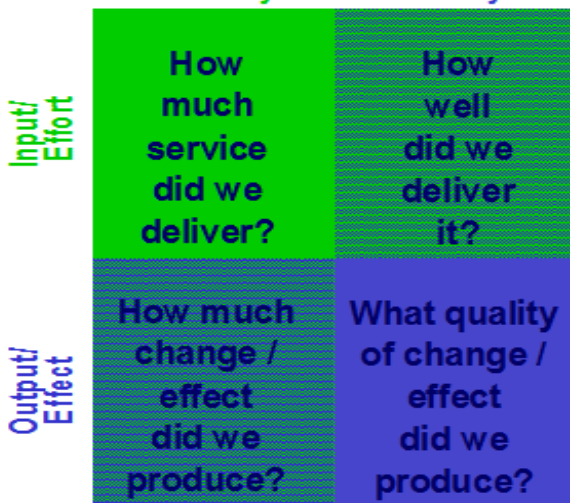 Input/
Effort
How
much
service
did we
deliver?
How
well
did we
deliver
it?
Output/
Effect
How much
change /
effect
did we
produce?
What quality
of change /
effect
did we
produce?